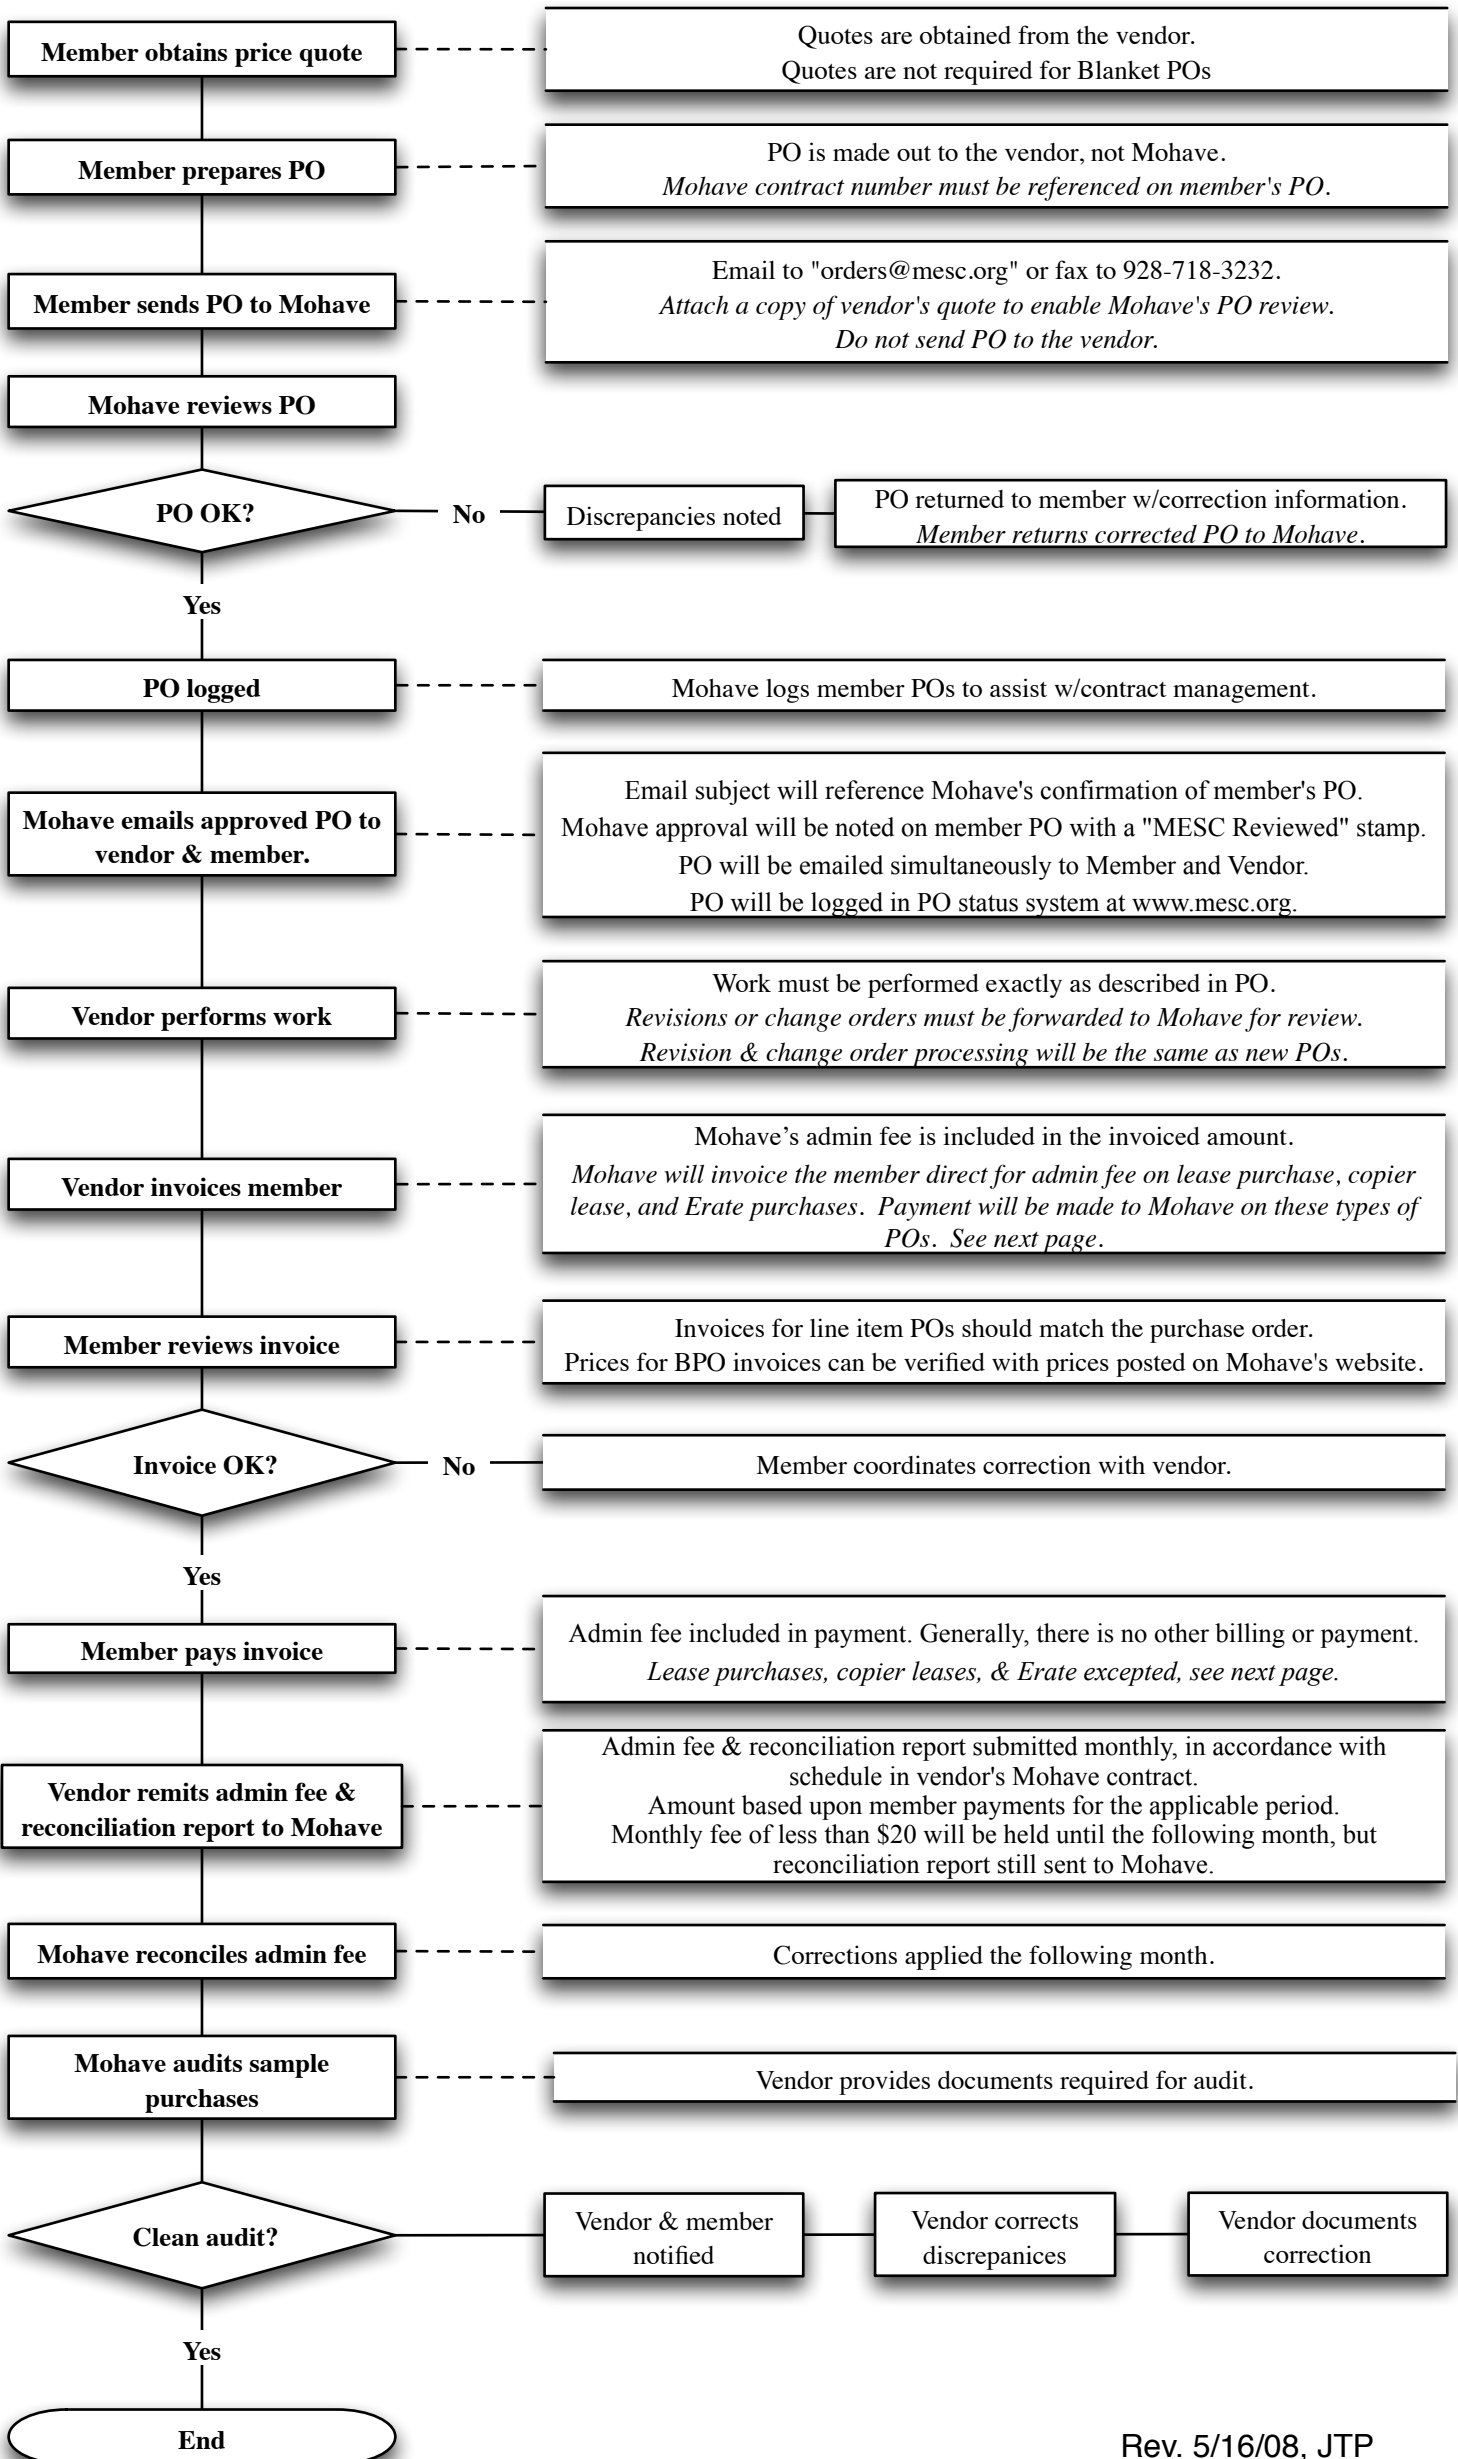 Member obtains price quote
Quotes are obtained from the vendor.
Quotes are not required for Blanket POs
Member prepares PO
PO is made out to the vendor, not Mohave.
Mohave contract number must be referenced on member's PO.
Member sends PO to Mohave
Email to "orders@mesc.org" or fax to 928-718-3232.
Attach a copy of vendor's quote to enable Mohave's PO review.
Do not send PO to the vendor.
Mohave reviews PO
PO OK?
No
Discrepancies noted
PO returned to member w/correction information.
Member returns corrected PO to Mohave.
Yes
PO logged
Mohave logs member POs to assist w/contract management.
Mohave emails approved PO to
vendor & member.
Email subject will reference Mohave's confirmation of member's PO.
Mohave approval will be noted on member PO with a "MESC Reviewed" stamp.
PO will be emailed simultaneously to Member and Vendor.
PO will be logged in PO status system at www.mesc.org.
Vendor performs work
Work must be performed exactly as described in PO.
Revisions or change orders must be forwarded to Mohave for review.
Revision & change order processing will be the same as new POs.
Vendor invoices member
Mohave’s admin fee is included in the invoiced amount.
Mohave will invoice the member direct for admin fee on lease purchase, copier
lease, and Erate purchases.  Payment will be made to Mohave on these types of
POs.  See next page.
Member reviews invoice
Invoices for line item POs should match the purchase order.
Prices for BPO invoices can be verified with prices posted on Mohave's website.
Invoice OK?
No
Member coordinates correction with vendor.
Yes
Member pays invoice
Admin fee included in payment. Generally, there is no other billing or payment.
Lease purchases, copier leases, & Erate excepted, see next page.
Vendor remits admin fee &
reconciliation report to Mohave
Admin fee & reconciliation report submitted monthly, in accordance with
schedule in vendor's Mohave contract.
Amount based upon member payments for the applicable period.
Monthly fee of less than $20 will be held until the following month, but
reconciliation report still sent to Mohave.
Mohave reconciles admin fee
Corrections applied the following month.
Mohave audits sample
purchases
Vendor provides documents required for audit.
Clean audit?
Vendor & member
notified
Vendor corrects
discrepanices
Vendor documents
correction
Yes
End
Rev. 5/16/08, JTP